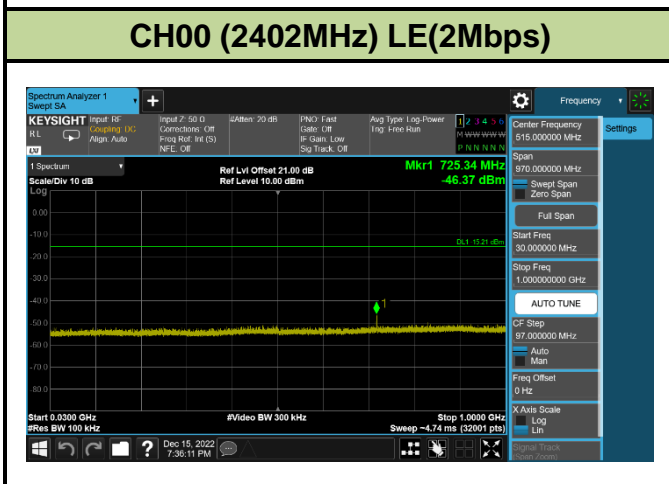 CH00 (2402MHz) LE(2Mbps)
Spectrum Analyzer 1
Swept SA
+
Frequency
KEYSIGHT
RL
LXI
Input: RF
Coupling: DC
Align: Auto
Input Z: 50 Ω
Corrections: Off
Freq Ref: Int (S)
NFE: Off
#Atten: 20 dB
PNO: Fast
Gate: Off
IF Gain: Low
Sig Track: Off
Avg Type: Log-Power
Trig: Free Run
1 2 3 4 5 6
M W W W W W
P N N N N N
Center Frequency
515.000000 MHz
Settings
1 Spectrum
Scale/Div 10 dB
Log
Ref Lvl Offset 21.00 dB
Ref Level 10.00 dBm
Mkr1 725.34 MHz
-46.37 dBm
Span
970.000000 MHz
Swept Span
Zero Span
Full Span
Start Freq
30.000000 MHz
Stop Freq
1.000000000 GHz
AUTO TUNE
CF Step
97.000000 MHz
Auto
Man
Freq Offset
0 Hz
X Axis Scale
Log
Lin
Signal Track
(Span Zoom)
0.00
-10.0
DL1 -15.21 dBm
-20.0
-30.0
-40.0
1
-50.0
-60.0
-70.0
-80.0
Start 0.0300 GHz
#Res BW 100 kHz
#Video BW 300 kHz
Stop 1.0000 GHz
Sweep ~4.74 ms (32001 pts)
?
Dec 15, 2022
7:36:11 PM